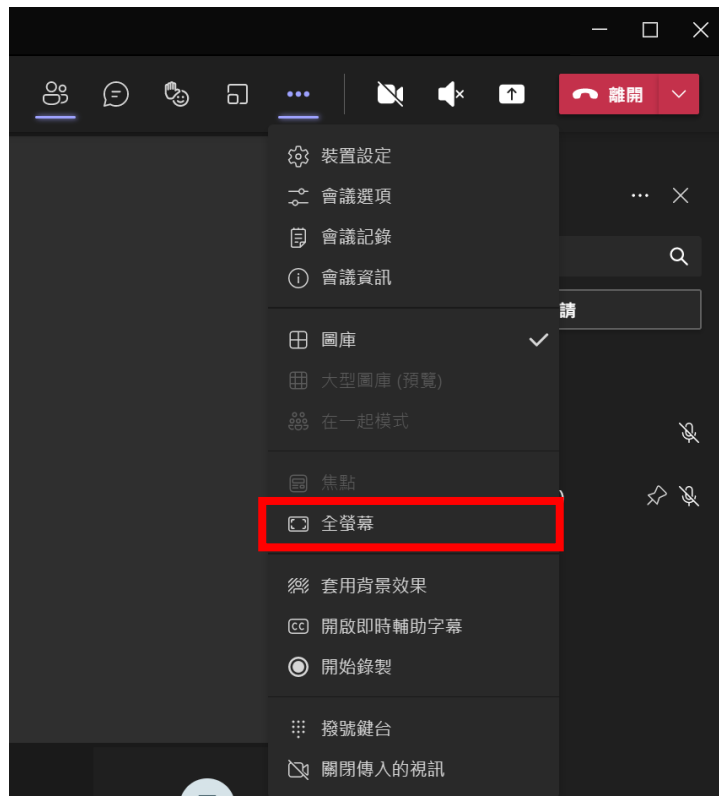 離開
裝置設定
會議選項
會議記錄
會議資訊
請
圖庫
大型圖庫 (預覽)
在一起模式
焦點
)
全螢幕
套用背景效果
CC 開啟即時輔助字幕
開始錄製
撥號鍵台
關閉傳入的視訊